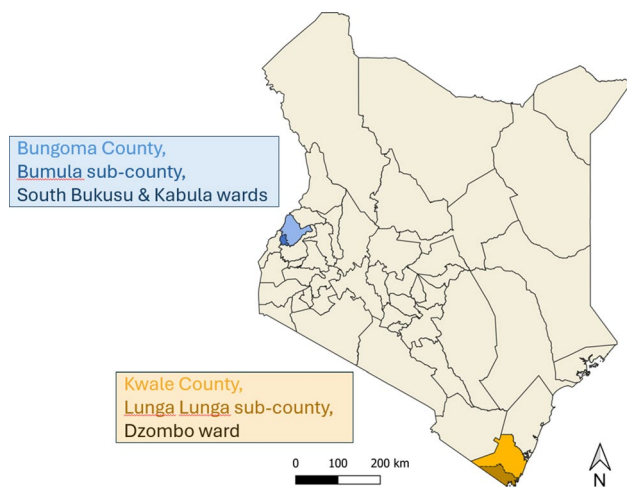 Bungoma County,
Bumula sub-county,
South Bukusu & Kabula wards
Kwale County,
Lunga Lunga sub-county,
Dzombo ward
0 100 200 km
N